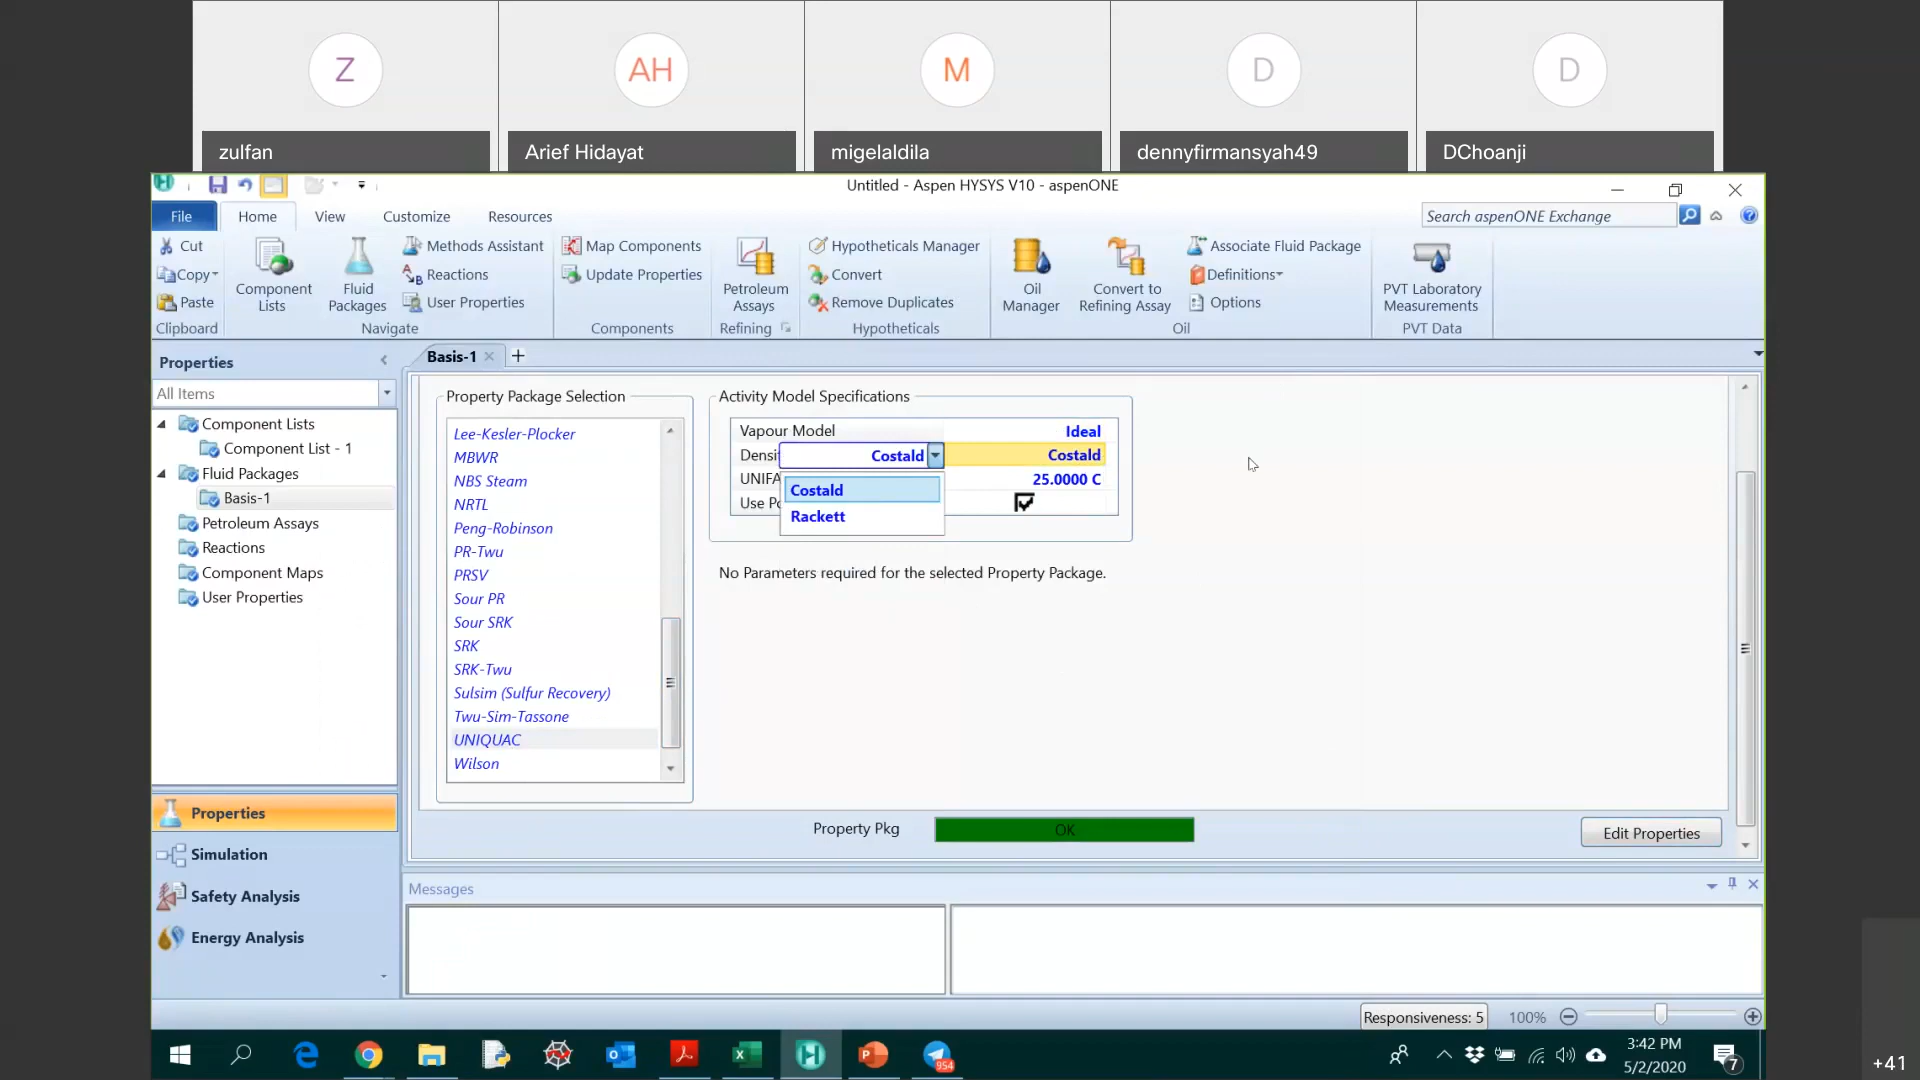 Z
AH
M
D
D
zulfan
Arief Hidayat
migelaldila
dennyfirmansyah49
DChoanji
Untitled - Aspen HYSYS V10 - aspenONE
File
Home
View
Customize
Resources
Search aspenONE Exchange
Cut
Copy
Paste
Clipboard
Component
Lists
Fluid
Packages
Methods Assistant
Reactions
User Properties
Navigate
Map Components
Update Properties
Components
Petroleum
Assays
Refining
Hypotheticals Manager
Convert
Remove Duplicates
Hypotheticals
Oil
Manager
Convert to
Refining Assay
Associate Fluid Package
Definitions
Options
Oil
PVT Laboratory
Measurements
PVT Data
Properties
All Items
Component Lists
Component List - 1
Fluid Packages
Basis-1
Petroleum Assays
Reactions
Component Maps
User Properties
Properties
Simulation
Safety Analysis
Energy Analysis
Basis-1
Property Package Selection
Lee-Kesler-Plocker
MBWR
NBS Steam
NRTL
Peng-Robinson
PR-Twu
PRSV
Sour PR
Sour SRK
SRK
SRK-Twu
Sulsim (Sulfur Recovery)
Twu-Sim-Tassone
UNIQUAC
Wilson
Activity Model Specifications
Vapour Model Ideal
Densi Costald Costald
UNIFA 25.0000 C
Use Po
Costald
Rackett
No Parameters required for the selected Property Package.
Property Pkg OK
Edit Properties
Messages
Responsiveness: 5 100%
954
3:42 PM
5/2/2020
7
+41